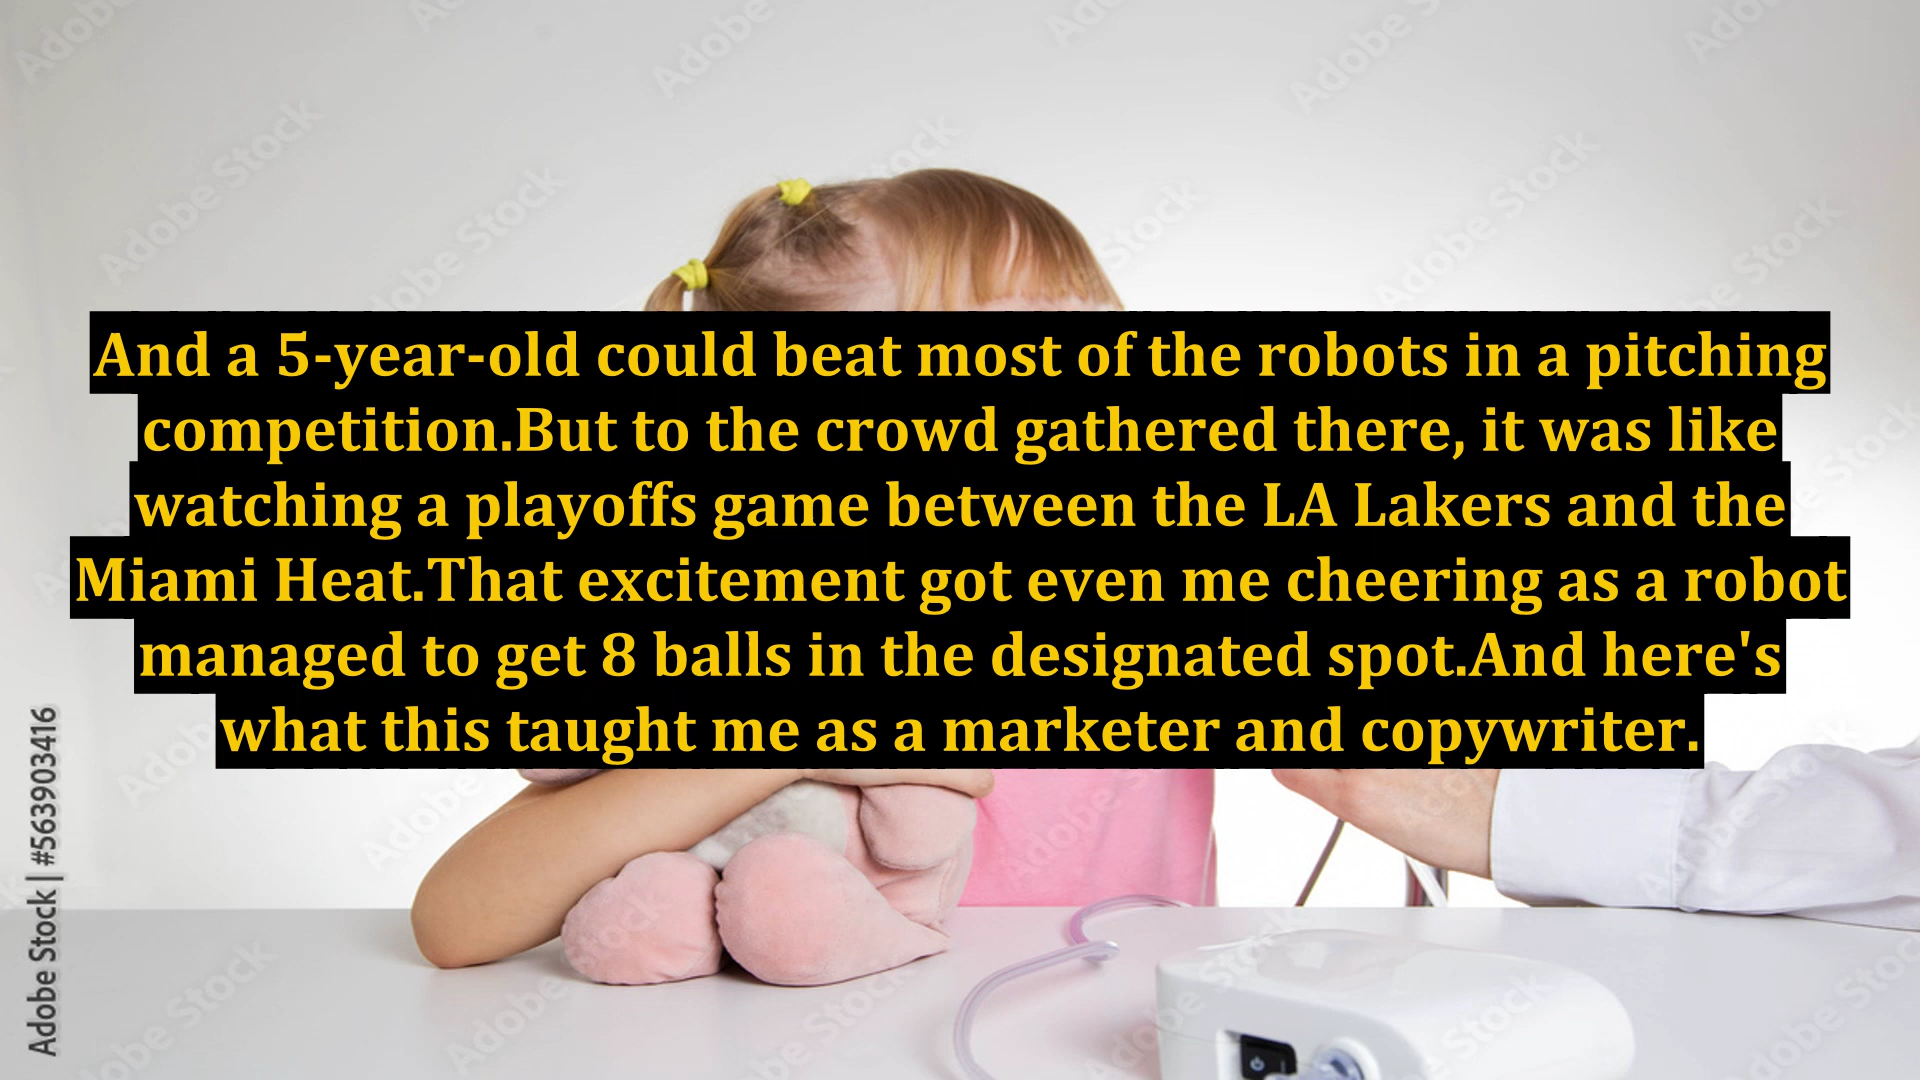 And a 5-year-old could beat most of the robots in a pitching
competition.But to the crowd gathered there, it was like
watching a playoffs game between the LA Lakers and the
Miami Heat.That excitement got even me cheering as a robot
managed to get 8 balls in the designated spot.And here's
what this taught me as a marketer and copywriter.
Adobe Stock | #563903416